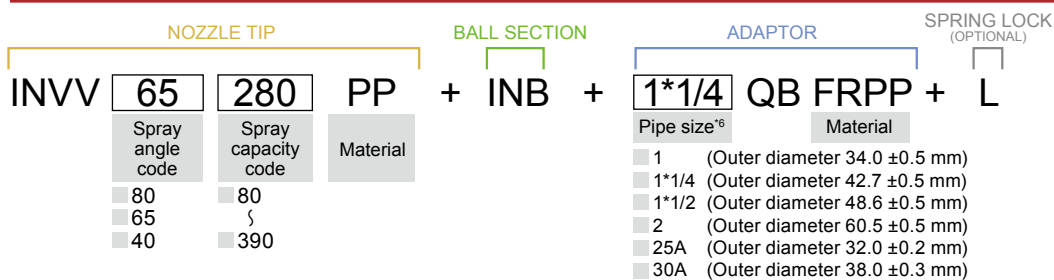 NOZZLE TIP BALL SECTION ADAPTOR SPRING LOCK
(OPTIONAL)
INVV 65 280 PP + INB + 1*1/4 QB FRPP + L
Spray angle code Spray capacity code Material Pipe size*6 Material
80 80
65 ⌇
40 390
1 (Outer diameter 34.0 ±0.5 mm)
1*1/4 (Outer diameter 42.7 ±0.5 mm)
1*1/2 (Outer diameter 48.6 ±0.5 mm)
2 (Outer diameter 60.5 ±0.5 mm)
25A (Outer diameter 32.0 ±0.2 mm)
30A (Outer diameter 38.0 ±0.3 mm)